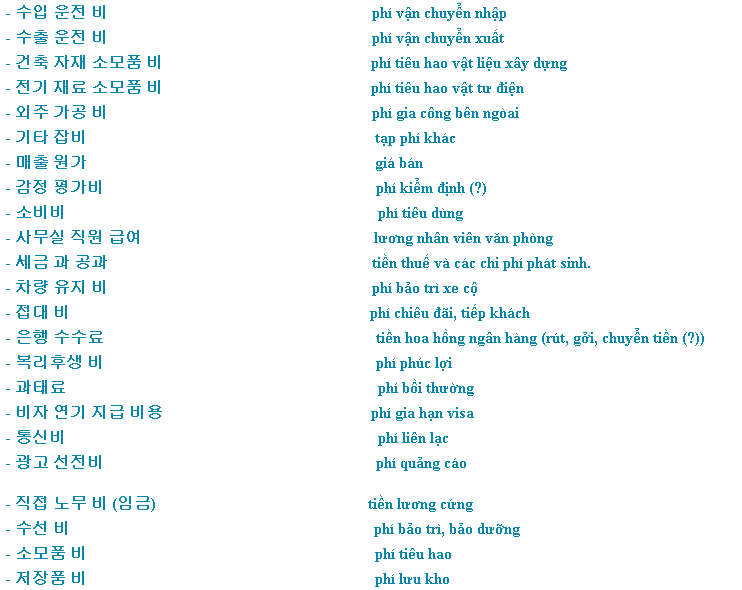 - 수입 운전 비 phí vận chuyển nhập
- 수출 운전 비 phí vận chuyển xuất
- 건축 자재 소모품 비 phí tiêu hao vật liệu xây dựng
- 전기 재료 소모품 비 phí tiêu hao vật tư điện
- 외주 가공 비 phí gia công bên ngòai
- 기타 잡비 tạp phí khác
- 매출 원가 giá bán
- 감정 평가비 phí kiểm định (?)
- 소비비 phí tiêu dùng
- 사무실 직원 급여 lương nhân viên văn phòng
- 세금 과 공과 tiền thuế và các chi phí phát sinh.
- 차량 유지 비 phí bảo trì xe cộ
- 접대 비 phí chiêu đãi, tiếp khách
- 은행 수수료 tiền hoa hồng ngân hàng (rút, gởi, chuyển tiền (?))
- 복리후생 비 phí phúc lợi
- 과태료 phí bồi thường
- 비자 연기 지급 비용 phí gia hạn visa
- 통신비 phí liên lạc
- 광고 선전비 phí quảng cáo
- 직접 노무 비 (임금) tiền lương cứng
- 수선 비 phí bảo trì, bảo dưỡng
- 소모품 비 phí tiêu hao
- 저장품 비 phí lưu kho